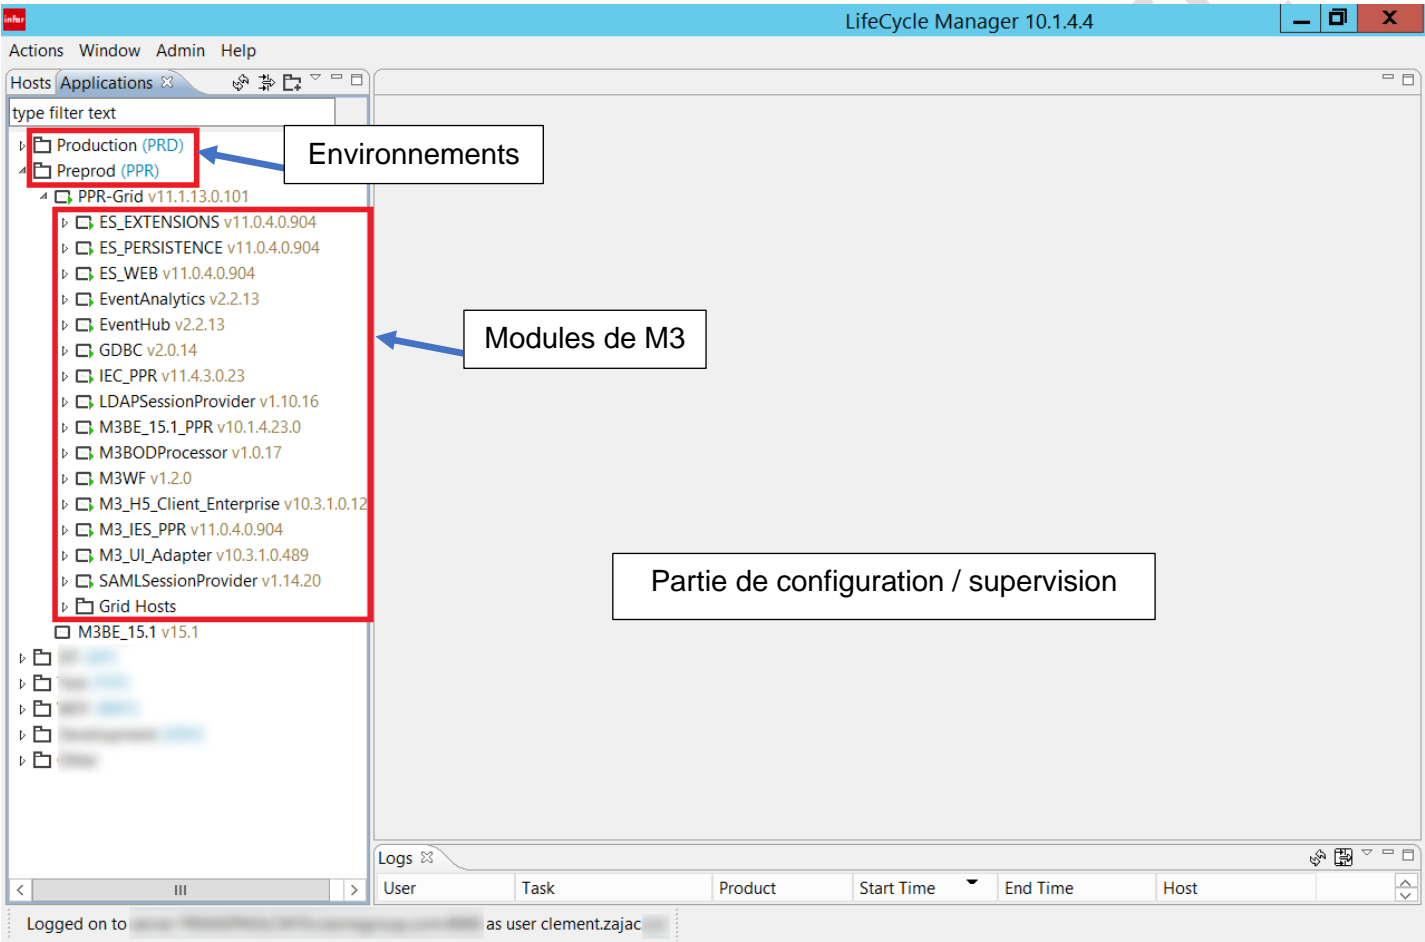 infor
LifeCycle Manager 10.1.4.4
X
Actions Window Admin Help
Hosts Applications
type filter text
Production (PRD)
Preprod (PPR)
Environnements
PPR-Grid v11.1.13.0.101
ES_EXTENSIONS v11.0.4.0.904
ES_PERSISTENCE v11.0.4.0.904
ES_WEB v11.0.4.0.904
EventAnalytics v2.2.13
EventHub v2.2.13
GDBC v2.0.14
IEC_PPR v11.4.3.0.23
LDAPSessionProvider v1.10.16
M3BE_15.1_PPR v10.1.4.23.0
M3BODProcessor v1.0.17
M3WF v1.2.0
M3_H5_Client_Enterprise v10.3.1.0.12
M3_IES_PPR v11.0.4.0.904
M3_UI_Adapter v10.3.1.0.489
SAMLSessionProvider v1.14.20
Grid Hosts
M3BE_15.1 v15.1
Modules de M3
Partie de configuration / supervision
Logs
User Task Product Start Time End Time Host
Logged on to as user clement.zajac